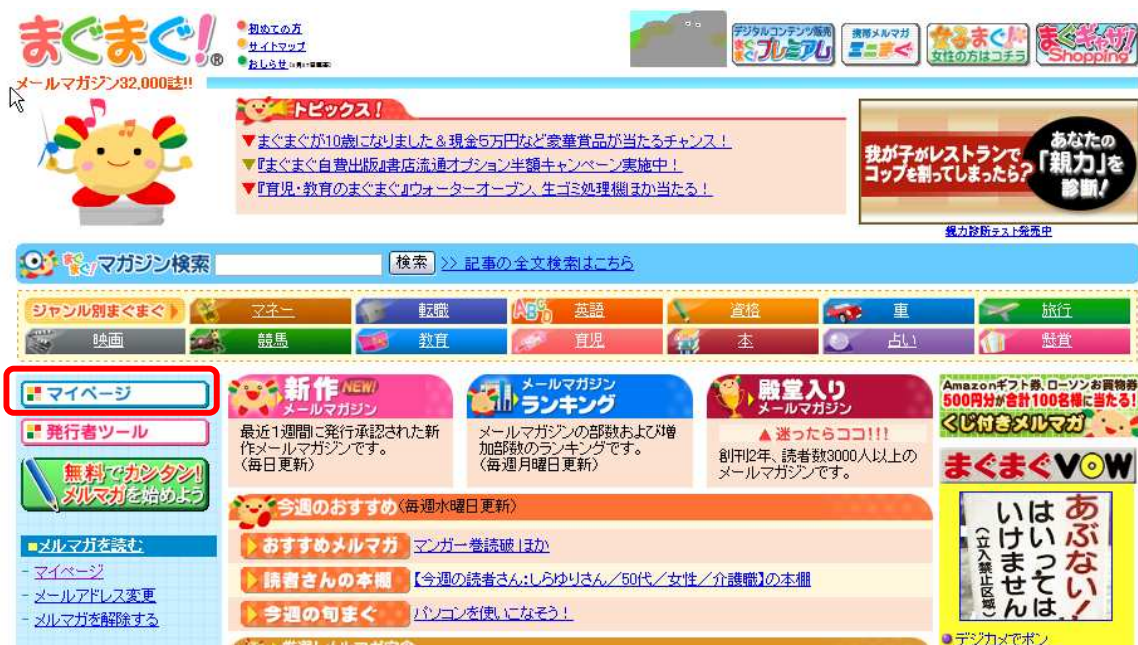 まぐまぐ!®
メールマガジン32,000誌!!
初めての方
サイトマップ
おしらせ
デジタルコンテンツ販売
まぐまぐプレミアム
携帯メルマガ
ミニまぐ
女子まぐ!
女性の方はコチラ
まぐギャザ!
Shopping
トピックス!
▼まぐまぐが10歳になりました&現金5万円など豪華賞品が当たるチャンス!
▼『まぐまぐ自費出版』書店流通オプション半額キャンペーン実施中!
▼『育児・教育のまぐまぐ』ウォーターオーブン、生ゴミ処理機ほか当たる!
我が子がレストランで、
コップを割ってしまったら?
あなたの
「親力」を
診断!
親力診断テスト発売中
まぐまぐ!マガジン検索
検索
>> 記事の全文検索はこちら
ジャンル別まぐまぐ
マネー
転職
英語
資格
車
旅行
映画
競馬
教育
育児
本
占い
懸賞
マイページ
発行者ツール
無料でカンタン!
メルマガを始めよう
■メルマガを読む
- マイページ
- メールアドレス変更
- メルマガを解除する
新作 NEW!
メールマガジン
最近1週間に発行承認された新
作メールマガジンです。
(毎日更新)
メールマガジン
ランキング
メールマガジンの部数および増
加部数のランキングです。
(毎週月曜日更新)
殿堂入り
メールマガジン
▲迷ったらココ!!!
創刊2年、読者数3000人以上の
メールマガジンです。
今週のおすすめ(毎週水曜日更新)
おすすめメルマガ マンガ一巻読破!ほか
読者さんの本棚 【今週の読者さん:しらゆりさん/50代/女性/介護職】の本棚
今週の旬まぐ パソコンを使いこなそう!
Amazonギフト券、ローソンお買物券
500円分が合計100名様に当たる!
くじ付きメルマガ
まぐまぐVOW
あぶない!
はいっては
いけません
(立入禁止区域)
デジカメでポン